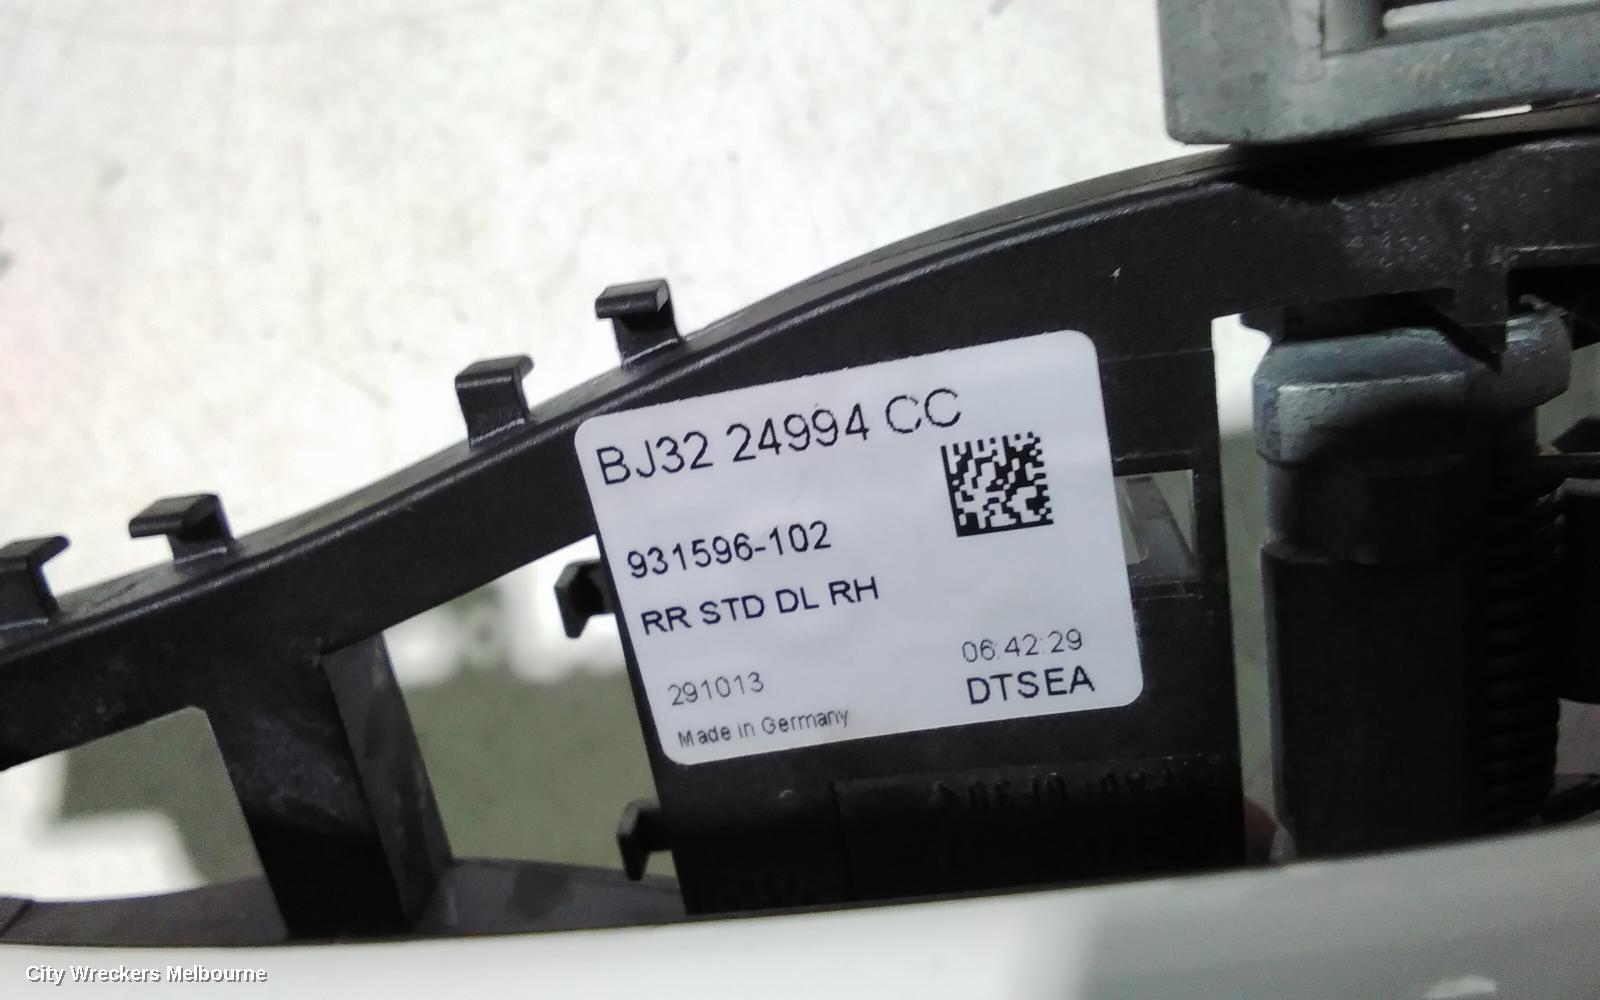 BJ32 24994 CC
931596-102
RR STD DL RH
291013
06:42:29
DTSEA
Made in Germany
City Wreckers Melbourne